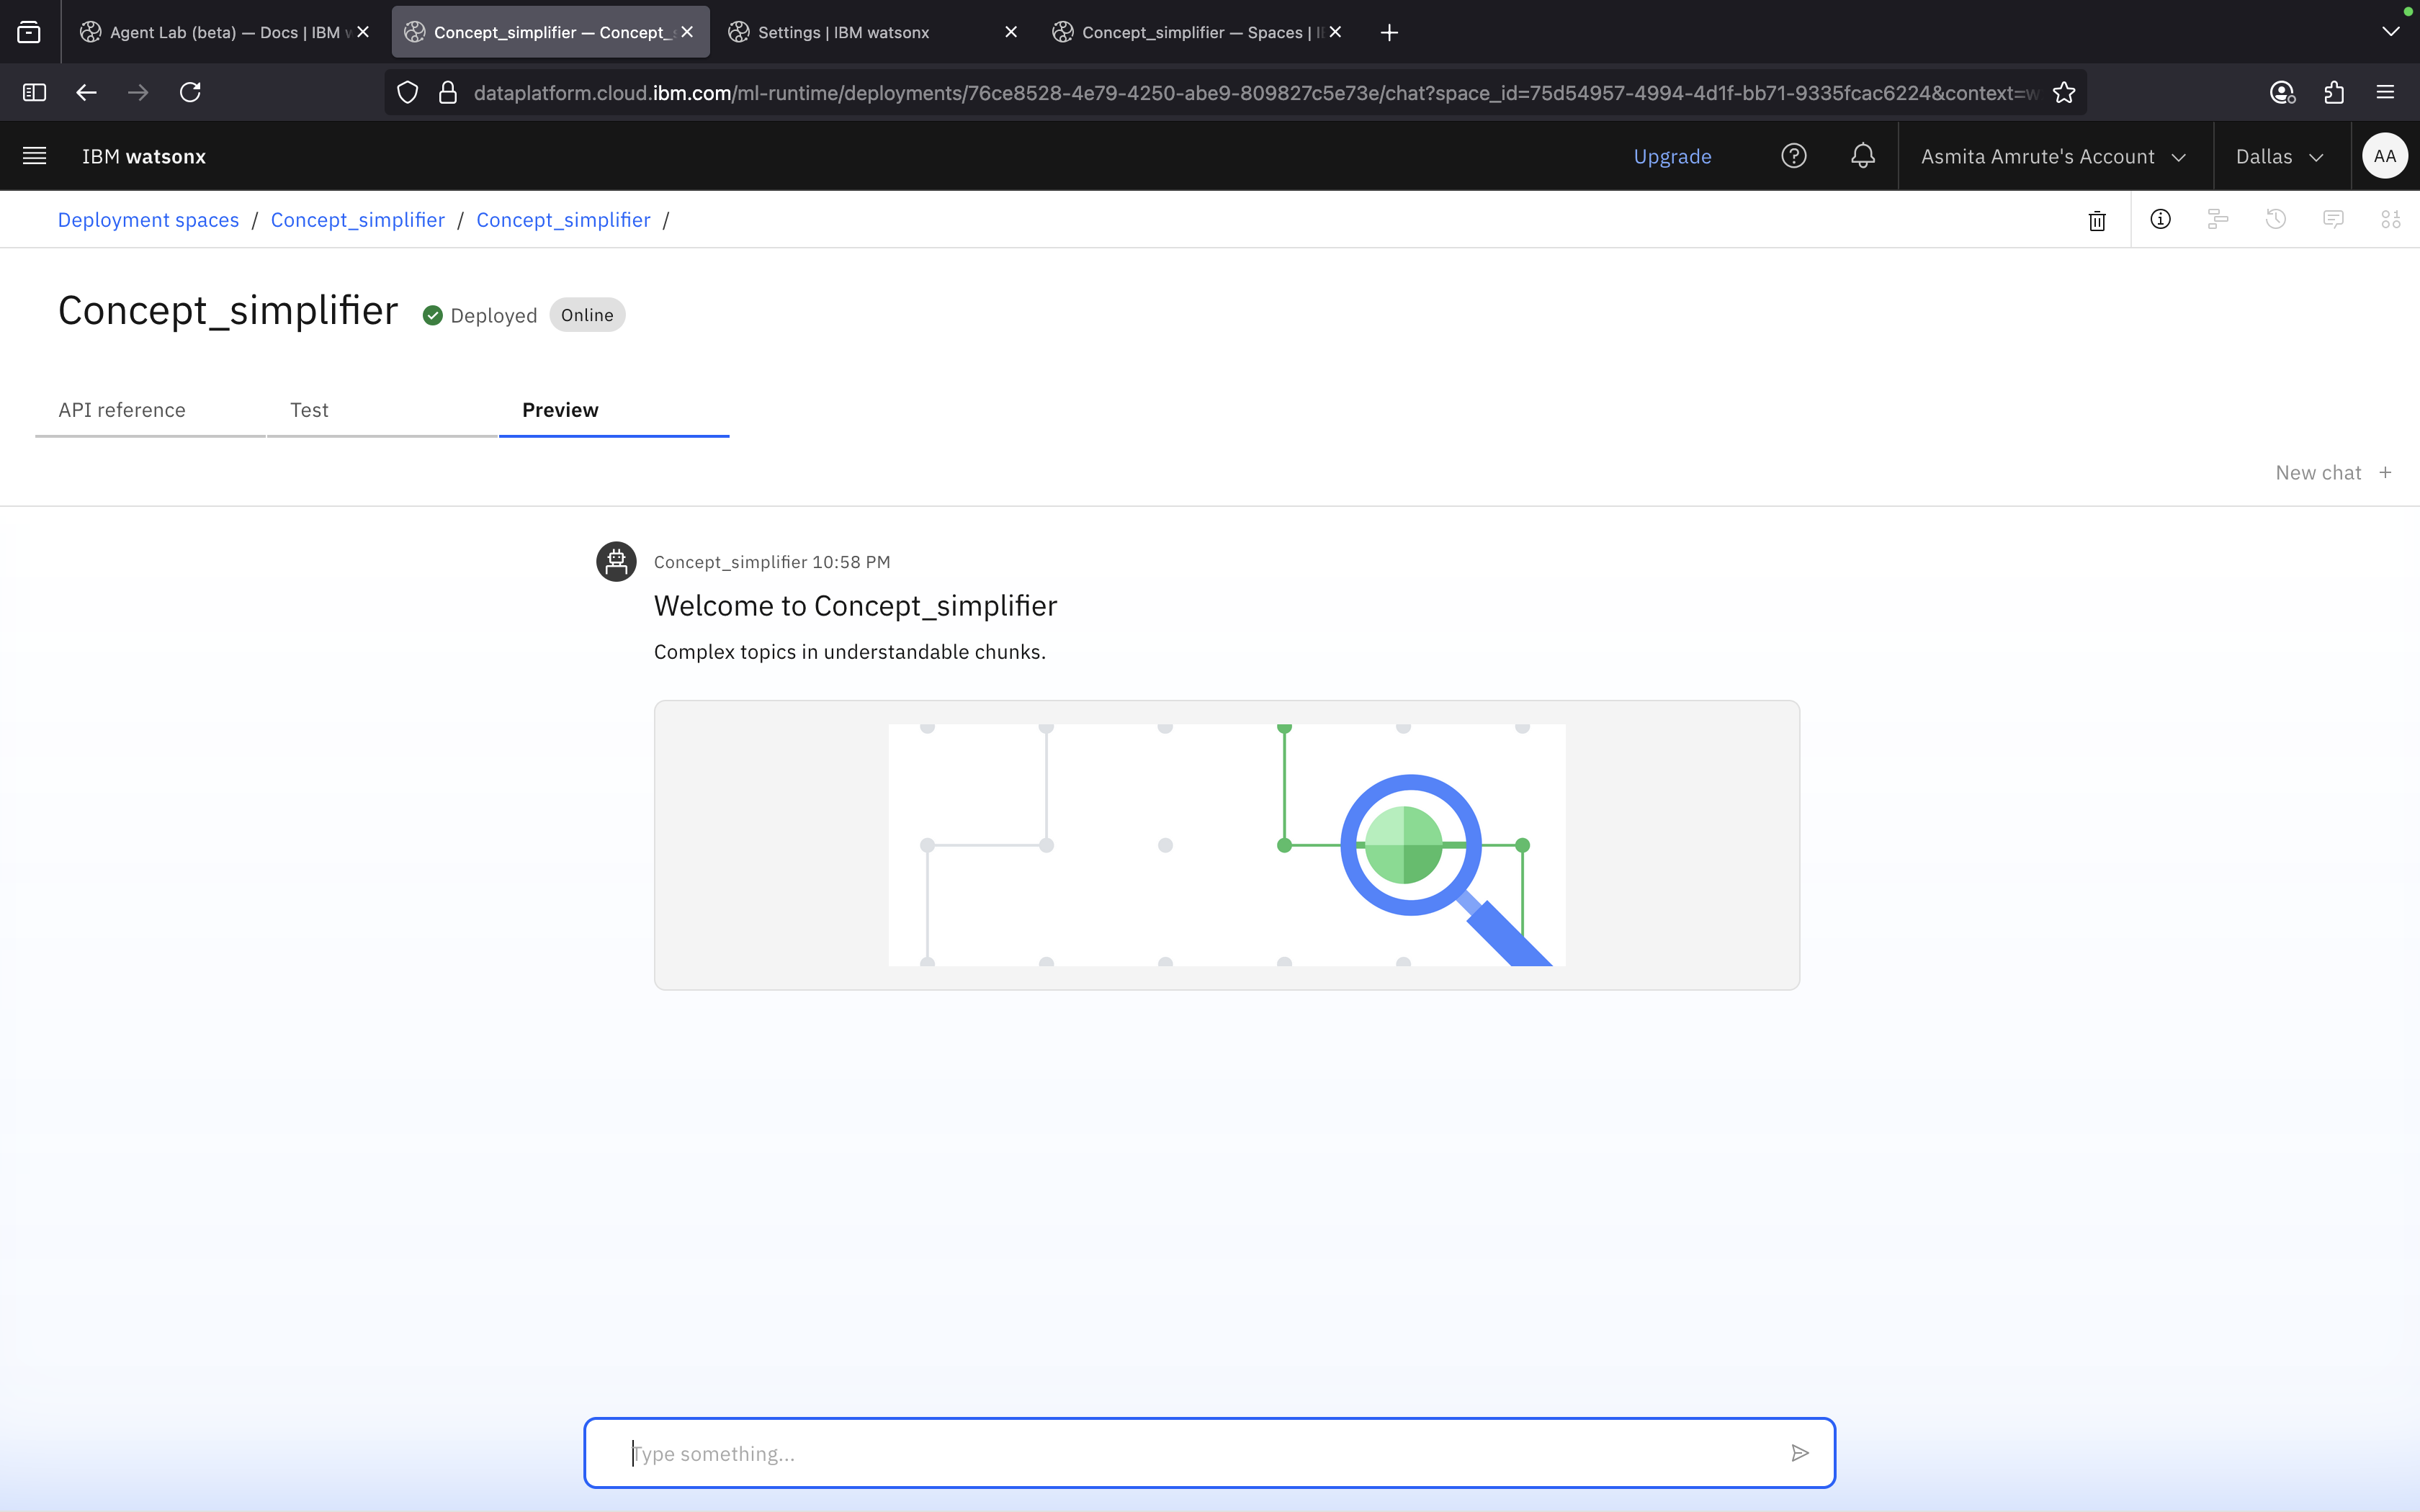 Agent Lab (beta) — Docs | IBM w
Concept_simplifier — Concept_s
Settings | IBM watsonx
Concept_simplifier — Spaces | I
dataplatform.cloud.ibm.com/ml-runtime/deployments/76ce8528-4e79-4250-abe9-809827c5e73e/chat?space_id=75d54957-4994-4d1f-bb71-9335fcac6224&context=w
IBM watsonx
Upgrade
Asmita Amrute's Account
Dallas
AA
Deployment spaces / Concept_simplifier / Concept_simplifier /
Concept_simplifier
Deployed
Online
API reference
Test
Preview
New chat +
Concept_simplifier 10:58 PM
Welcome to Concept_simplifier
Complex topics in understandable chunks.
Type something...